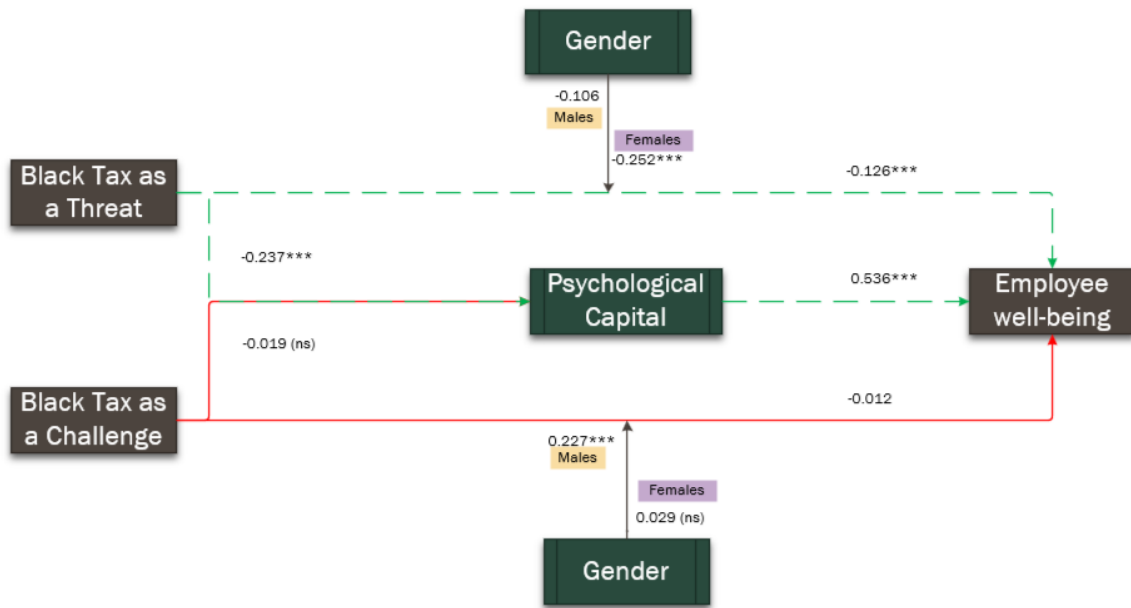 Gender
-0.106
Males
Females
-0.252***
Black Tax as
a Threat
-0.126***
-0.237***
Psychological
Capital
0.536***
Employee
well-being
-0.019 (ns)
Black Tax as
a Challenge
-0.012
0.227***
Males
Females
0.029 (ns)
Gender